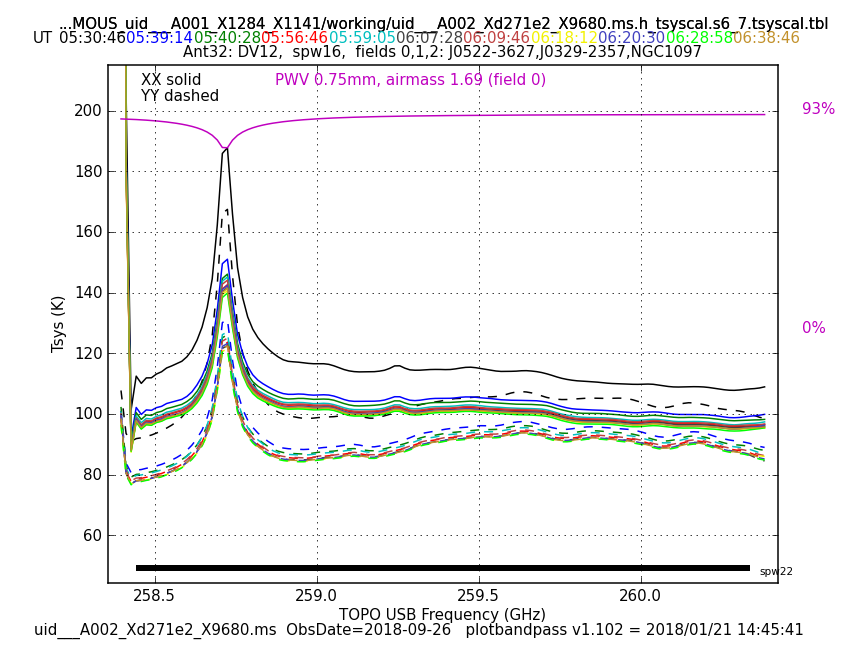 ...MOUS_uid___A001_X1284_X1141/working/uid___A002_Xd271e2_X9680.ms.h_tsyscal.s6_7.tsyscal.tbl
UT 05:30:46 05:39:14 05:40:28 05:56:46 05:59:05 06:07:28 06:09:46 06:18:12 06:20:30 06:28:58 06:38:46
Ant32: DV12, spw16, fields 0,1,2: J0522-3627,J0329-2357,NGC1097
XX solid
YY dashed
PWV 0.75mm, airmass 1.69 (field 0)
93%
0%
200
180
160
140
120
100
80
60
Tsys (K)
spw22
258.5 259.0 259.5 260.0
TOPO USB Frequency (GHz)
uid___A002_Xd271e2_X9680.ms ObsDate=2018-09-26 plotbandpass v1.102 = 2018/01/21 14:45:41